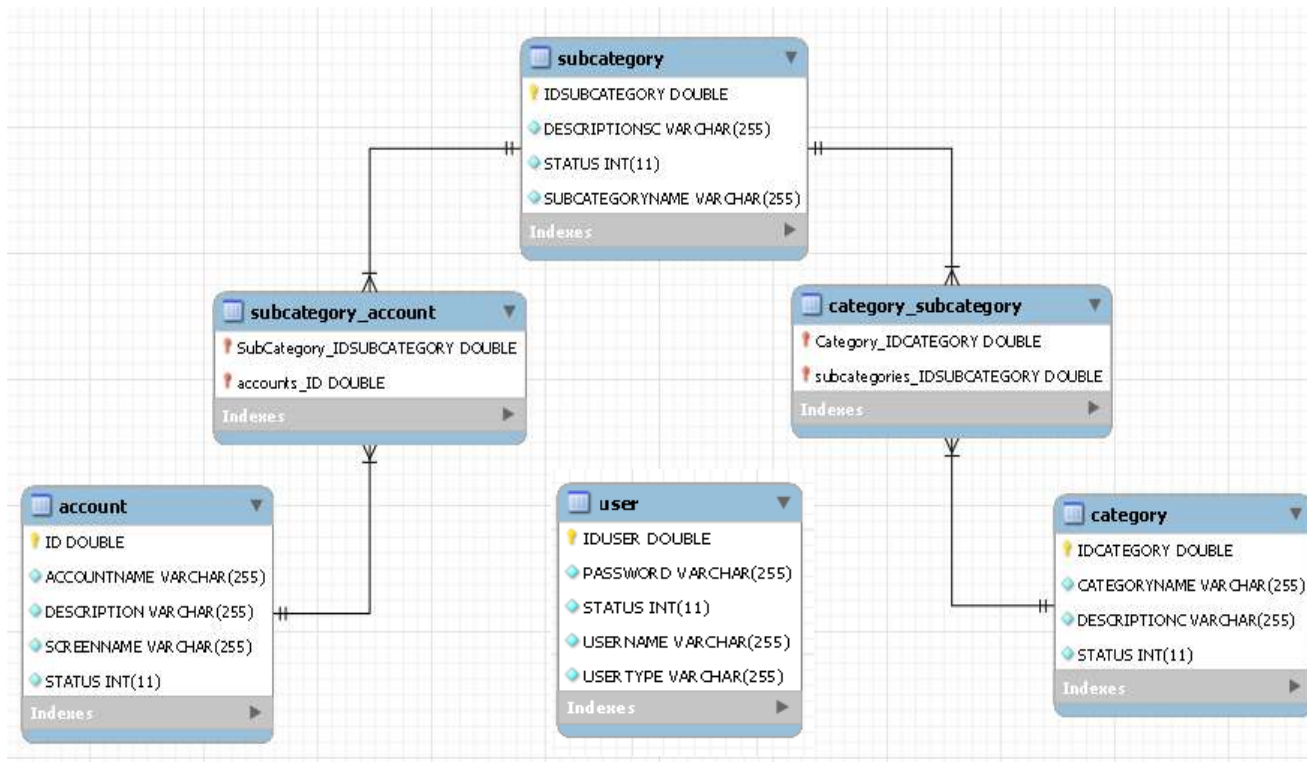 subcategory
IDSUBCATEGORY DOUBLE
DESCRIPTIONSC VARCHAR(255)
STATUS INT(11)
SUBCATEGORYNAME VARCHAR(255)
Indexes
subcategory_account
SubCategory_IDSUBCATEGORY DOUBLE
accounts_ID DOUBLE
Indexes
category_subcategory
Category_IDCATEGORY DOUBLE
subcategories_IDSUBCATEGORY DOUBLE
Indexes
account
ID DOUBLE
ACCOUNTNAME VARCHAR(255)
DESCRIPTION VARCHAR(255)
SCREENNAME VARCHAR(255)
STATUS INT(11)
Indexes
user
IDUSER DOUBLE
PASSWORD VARCHAR(255)
STATUS INT(11)
USERNAME VARCHAR(255)
USERTYPE VARCHAR(255)
Indexes
category
IDCATEGORY DOUBLE
CATEGORYNAME VARCHAR(255)
DESCRIPTIONC VARCHAR(255)
STATUS INT(11)
Indexes